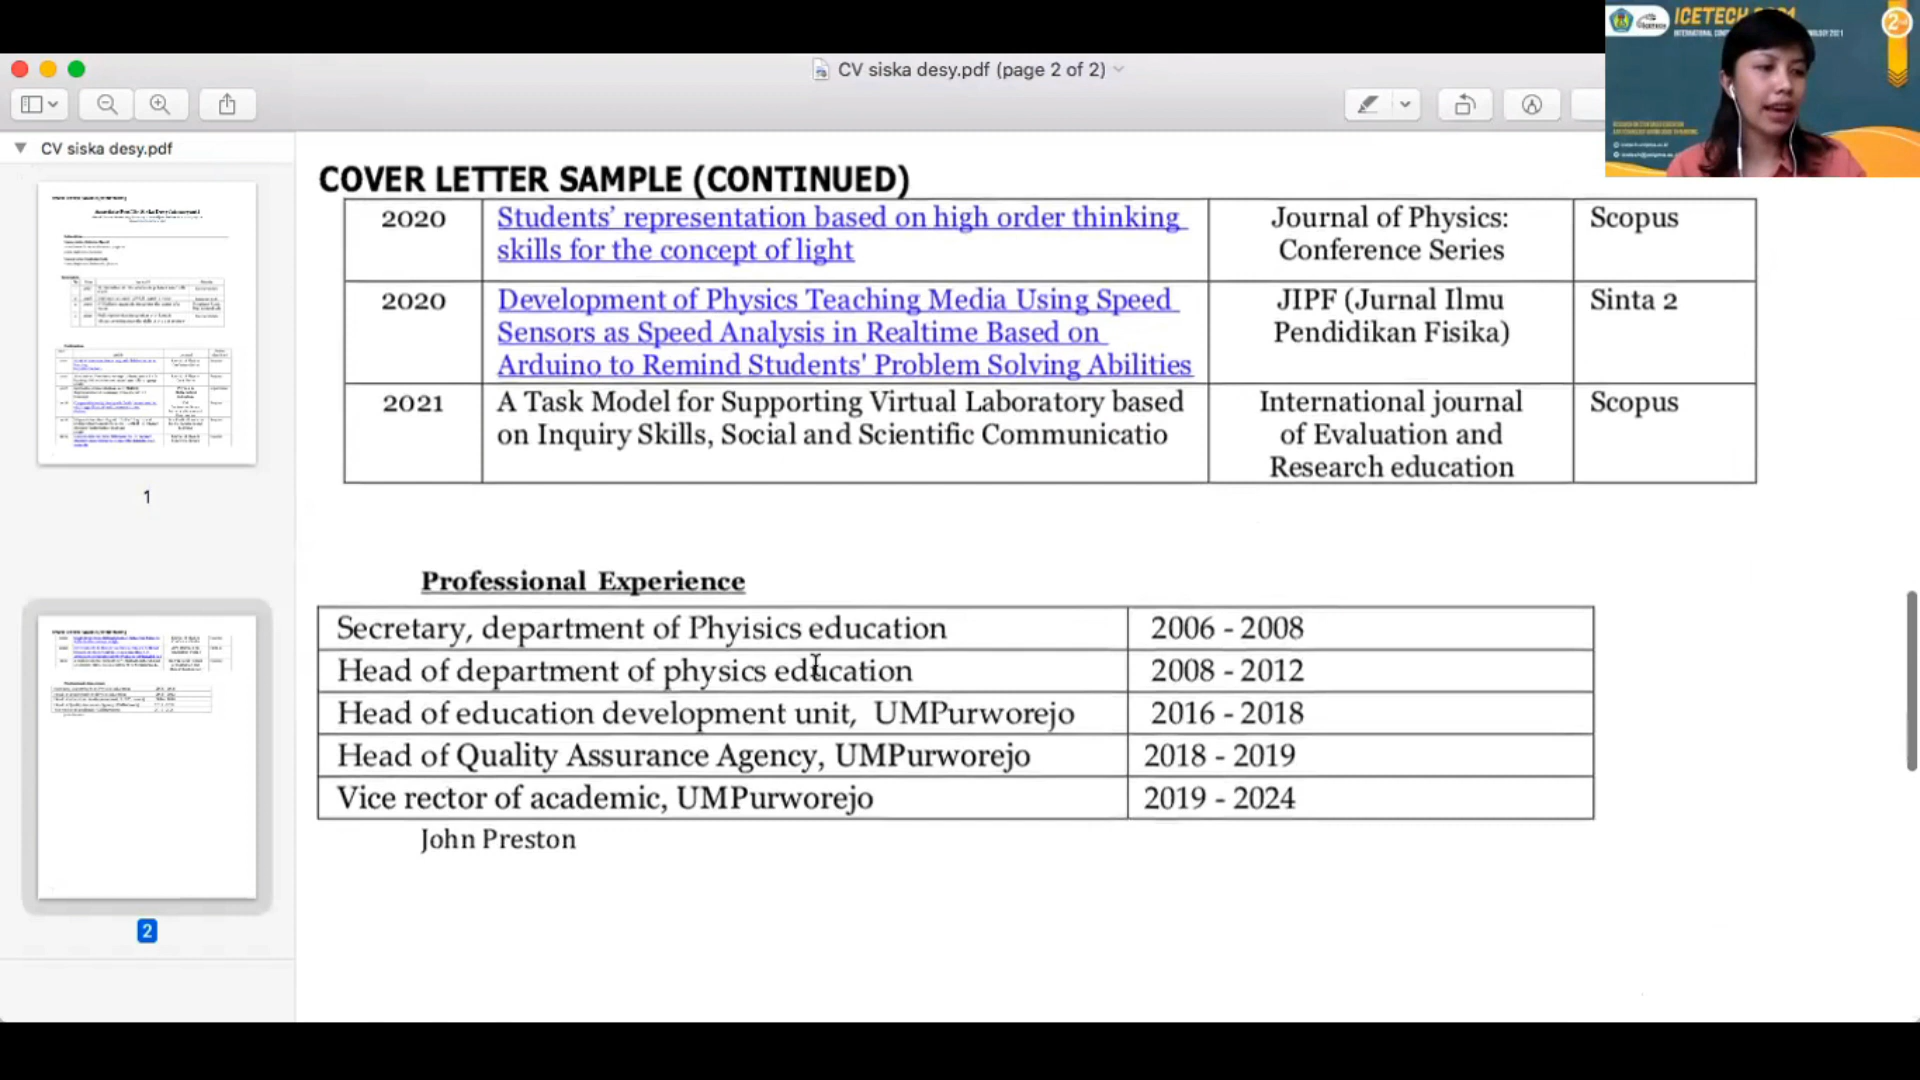 CV siska desy.pdf (page 2 of 2)
ICETECH 2021
2
CV siska desy.pdf
1
2
COVER LETTER SAMPLE (CONTINUED)
2020 Students’ representation based on high order thinking Journal of Physics: Scopus
skills for the concept of light Conference Series
2020 Development of Physics Teaching Media Using Speed JIPF (Jurnal Ilmu Sinta 2
Sensors as Speed Analysis in Realtime Based on Pendidikan Fisika)
Arduino to Remind Students' Problem Solving Abilities
2021 A Task Model for Supporting Virtual Laboratory based International journal Scopus
on Inquiry Skills, Social and Scientific Communicatio of Evaluation and
Research education
Professional Experience
Secretary, department of Phyisics education 2006 - 2008
Head of department of physics education 2008 - 2012
Head of education development unit, UMPurworejo 2016 - 2018
Head of Quality Assurance Agency, UMPurworejo 2018 - 2019
Vice rector of academic, UMPurworejo 2019 - 2024
John Preston